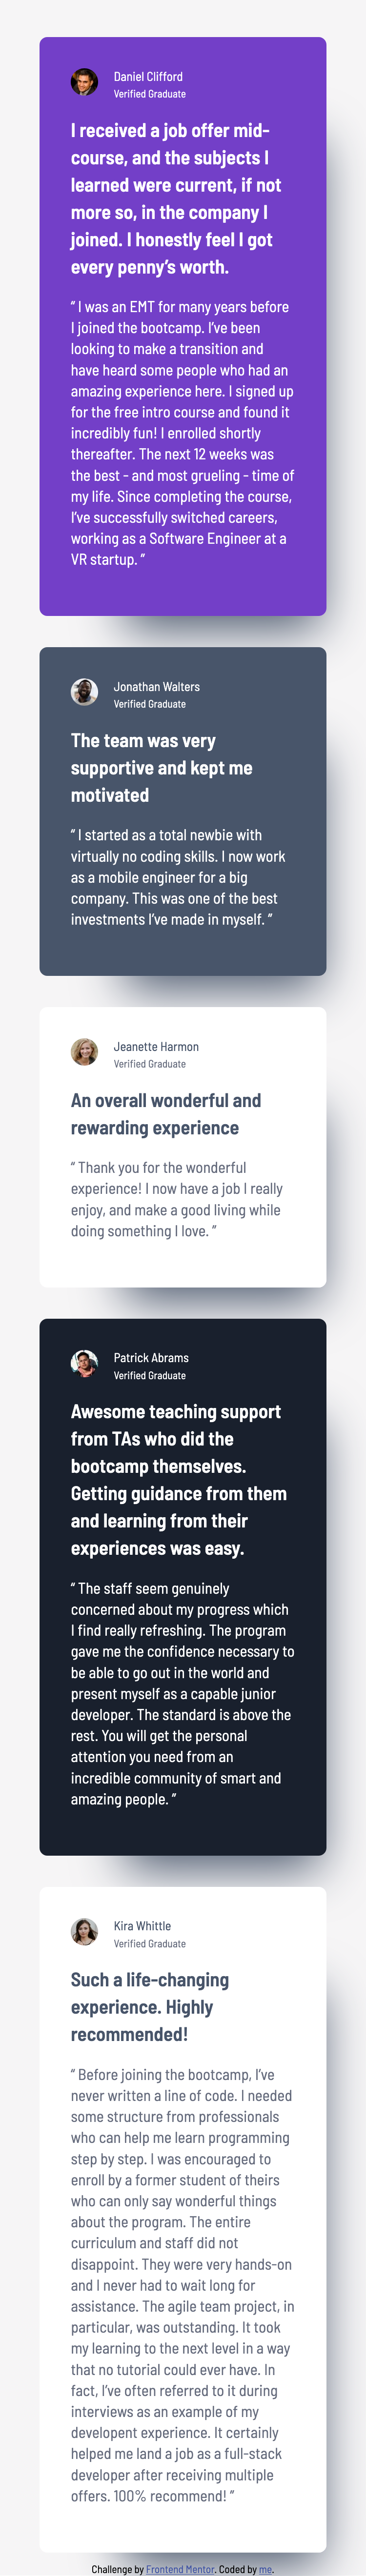 Daniel Clifford
Verified Graduate
I received a job offer mid-
course, and the subjects I
learned were current, if not
more so, in the company I
joined. I honestly feel I got
every penny’s worth.
“ I was an EMT for many years before
I joined the bootcamp. I’ve been
looking to make a transition and
have heard some people who had an
amazing experience here. I signed up
for the free intro course and found it
incredibly fun! I enrolled shortly
thereafter. The next 12 weeks was
the best - and most grueling - time of
my life. Since completing the course,
I’ve successfully switched careers,
working as a Software Engineer at a
VR startup. ”
Jonathan Walters
Verified Graduate
The team was very
supportive and kept me
motivated
“ I started as a total newbie with
virtually no coding skills. I now work
as a mobile engineer for a big
company. This was one of the best
investments I’ve made in myself. ”
Jeanette Harmon
Verified Graduate
An overall wonderful and
rewarding experience
“ Thank you for the wonderful
experience! I now have a job I really
enjoy, and make a good living while
doing something I love. ”
Patrick Abrams
Verified Graduate
Awesome teaching support
from TAs who did the
bootcamp themselves.
Getting guidance from them
and learning from their
experiences was easy.
“ The staff seem genuinely
concerned about my progress which
I find really refreshing. The program
gave me the confidence necessary to
be able to go out in the world and
present myself as a capable junior
developer. The standard is above the
rest. You will get the personal
attention you need from an
incredible community of smart and
amazing people. ”
Kira Whittle
Verified Graduate
Such a life-changing
experience. Highly
recommended!
“ Before joining the bootcamp, I’ve
never written a line of code. I needed
some structure from professionals
who can help me learn programming
step by step. I was encouraged to
enroll by a former student of theirs
who can only say wonderful things
about the program. The entire
curriculum and staff did not
disappoint. They were very hands-on
and I never had to wait long for
assistance. The agile team project, in
particular, was outstanding. It took
my learning to the next level in a way
that no tutorial could ever have. In
fact, I’ve often referred to it during
interviews as an example of my
developent experience. It certainly
helped me land a job as a full-stack
developer after receiving multiple
offers. 100% recommend! ”
Challenge by Frontend Mentor. Coded by me.